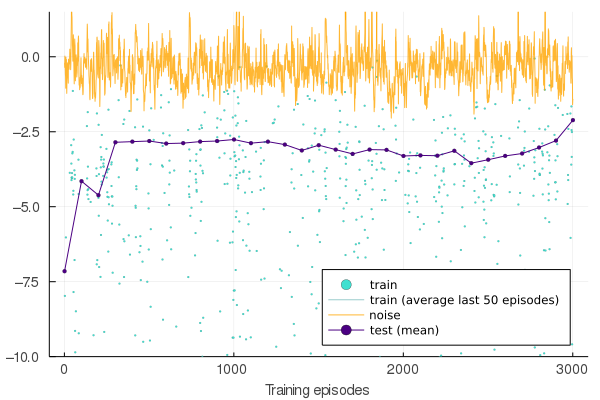 0.0
−2.5
−5.0
−7.5
−10.0
train
train (average last 50 episodes)
noise
test (mean)
0 1000 2000 3000
Training episodes